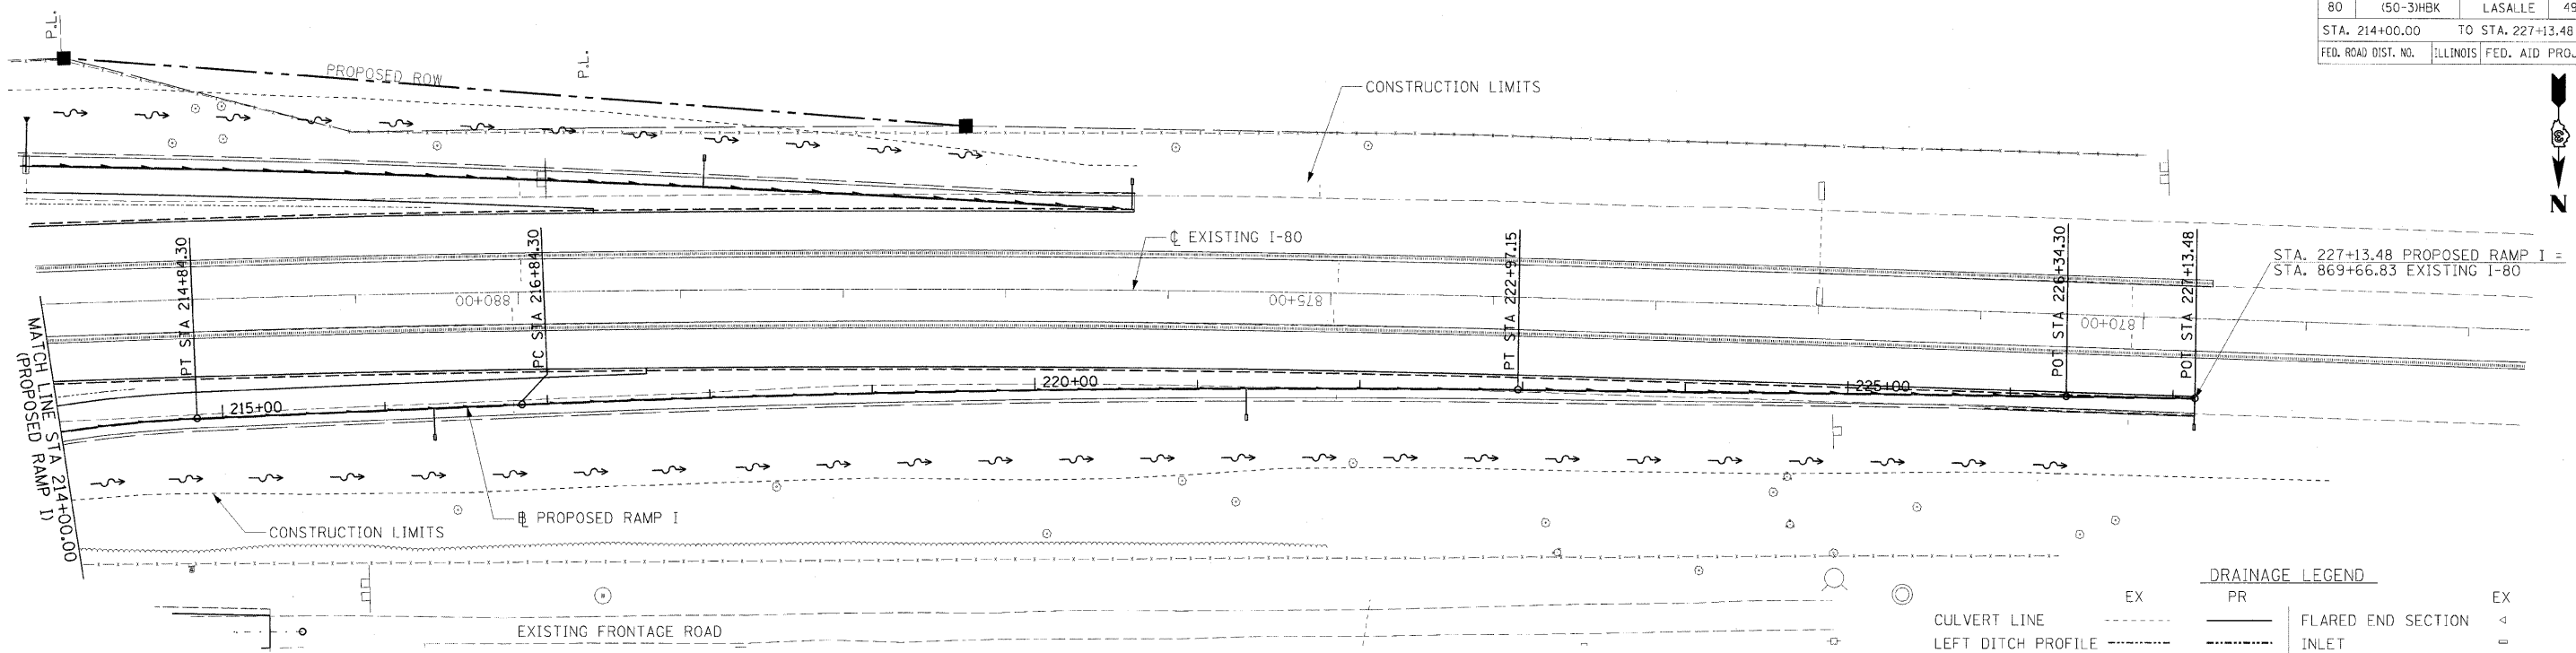 80 (50-3)HBK LASALLE
STA. 214+00.00 TO STA. 227+13.48
FED. ROAD DIST. NO. ILLINOIS FED. AID PROJ
P.L.
P.L.
PROPOSED ROW
CONSTRUCTION LIMITS
N
℄ EXISTING I-80
STA. 227+13.48 PROPOSED RAMP I =
STA. 869+66.83 EXISTING I-80
880+00
875+00
870+00
PT STA 214+84.30
PC STA 216+84.30
PT STA 222+97.15
POT STA 226+34.30
POT STA 227+13.48
MATCH LINE STA 214+00.00
(PROPOSED RAMP I)
215+00
220+00
225+00
PROPOSED RAMP I
CONSTRUCTION LIMITS
EXISTING FRONTAGE ROAD
DRAINAGE LEGEND
EX PR EX
CULVERT LINE FLARED END SECTION
LEFT DITCH PROFILE INLET